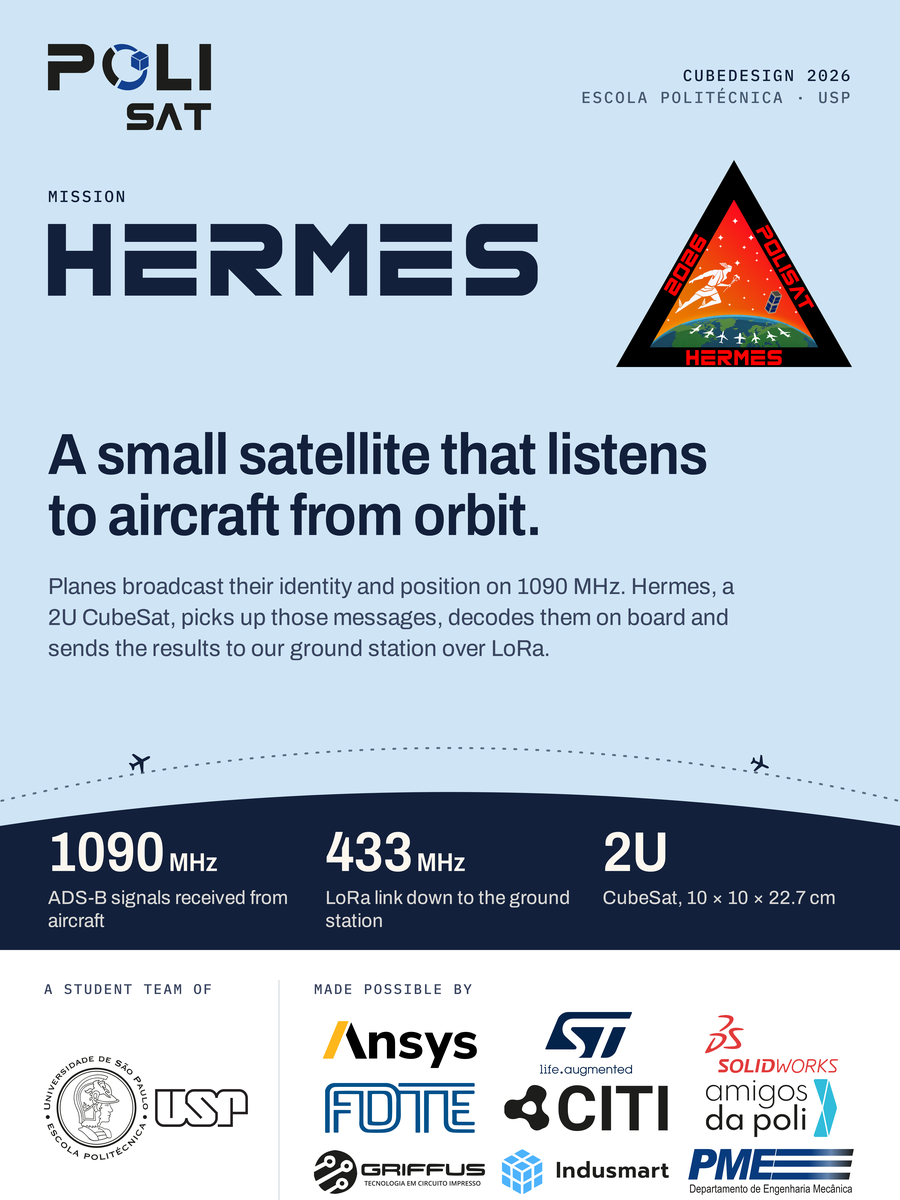 POLI
SAT
CUBEDESIGN 2026
ESCOLA POLITÉCNICA · USP
MISSION
HERMES
2026
POLISAT
HERMES
A small satellite that listens
to aircraft from orbit.
Planes broadcast their identity and position on 1090 MHz. Hermes, a
2U CubeSat, picks up those messages, decodes them on board and
sends the results to our ground station over LoRa.
1090 MHz
ADS-B signals received from
aircraft
433 MHz
LoRa link down to the ground
station
2U
CubeSat, 10 × 10 × 22.7 cm
A STUDENT TEAM OF
UNIVERSIDADE DE SÃO PAULO
ESCOLA POLITÉCNICA
USP
MADE POSSIBLE BY
Ansys
ST
life.augmented
3S
SOLIDWORKS
FDTE
CITI
amigos
da poli
GRIFFUS
TECNOLOGIA EM CIRCUITO IMPRESSO
Indusmart
PME
Departamento de Engenharia Mecânica